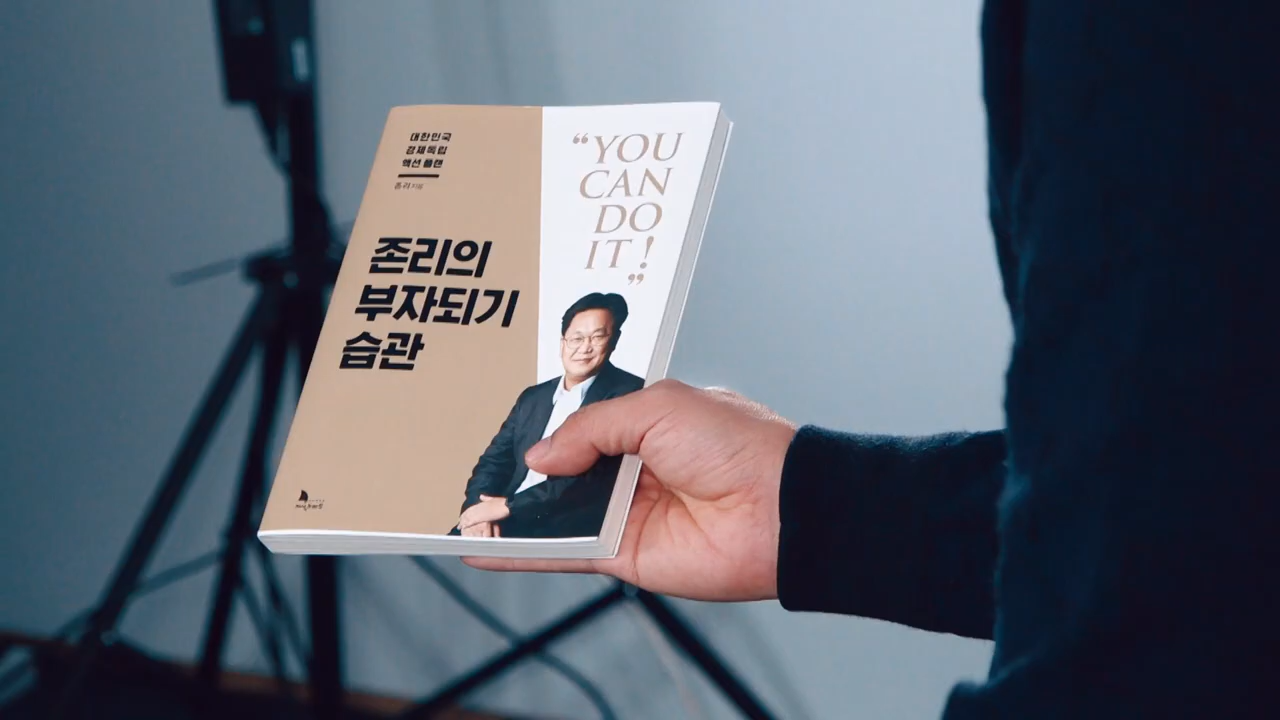 대한민국
경제독립
액션 플랜
존 리 지음
존리의
부자되기
습관
“YOU
CAN
DO
IT!
”